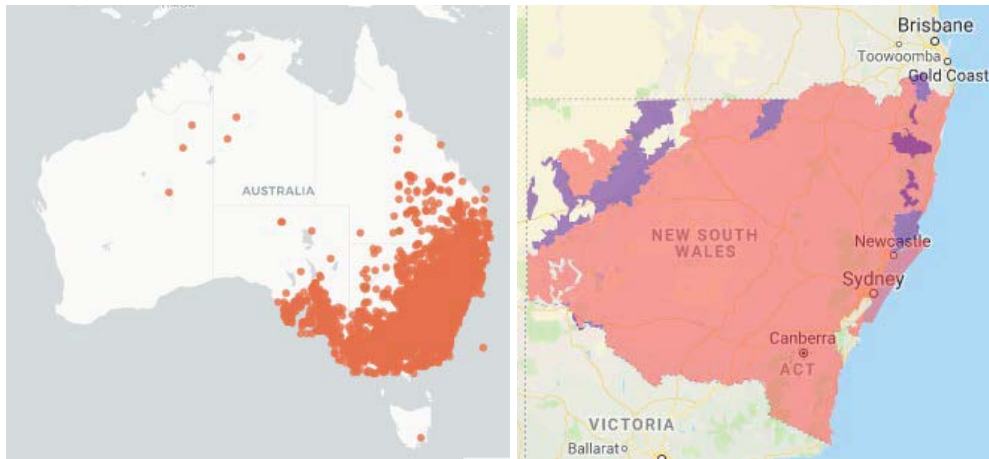 AUSTRALIA
Brisbane
Toowoomba
Gold Coast
NEW SOUTH
WALES
Newcastle
Sydney
Canberra
ACT
VICTORIA
Ballarat